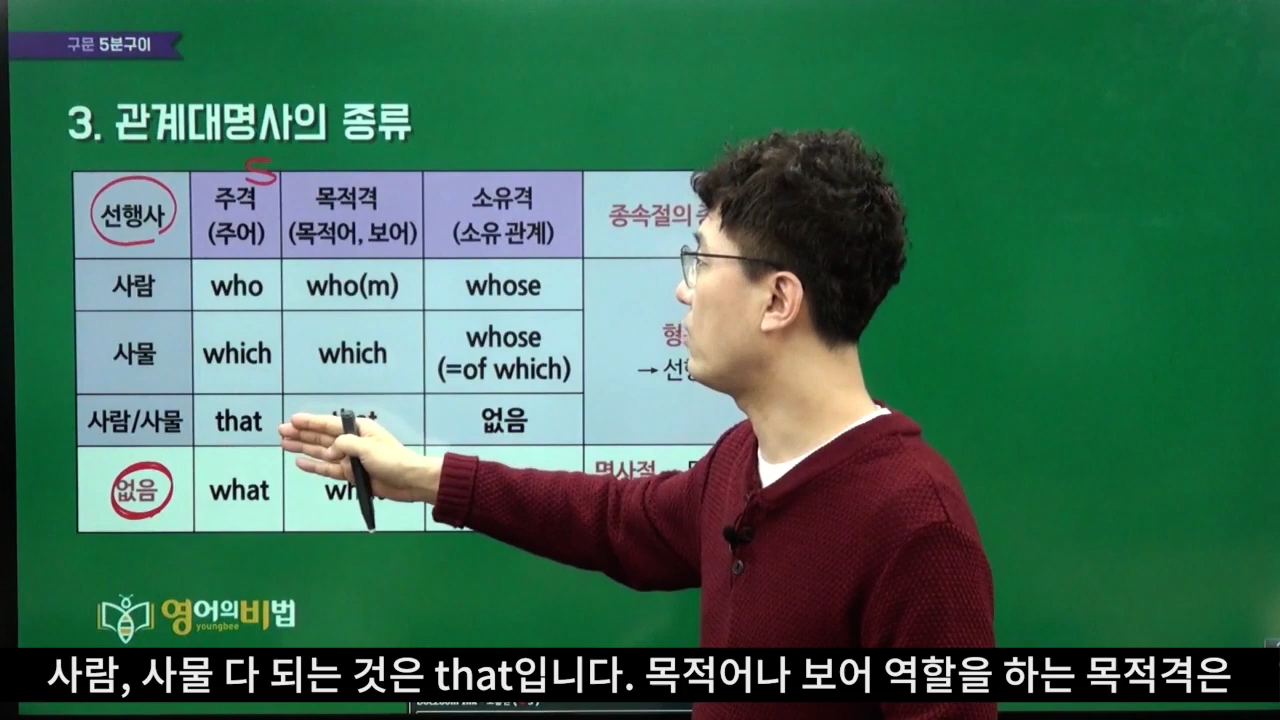 구문 5분구이
3. 관계대명사의 종류
S
선행사 주격 (주어) 목적격 (목적어, 보어) 소유격 (소유 관계) 종속절의
사람 who who(m) whose
사물 which which whose (=of which)
→
사람/사물 that 없음
없음 what 명사절
영어의비법
youngbee
사람, 사물 다 되는 것은 that입니다. 목적어나 보어 역할을 하는 목적격은